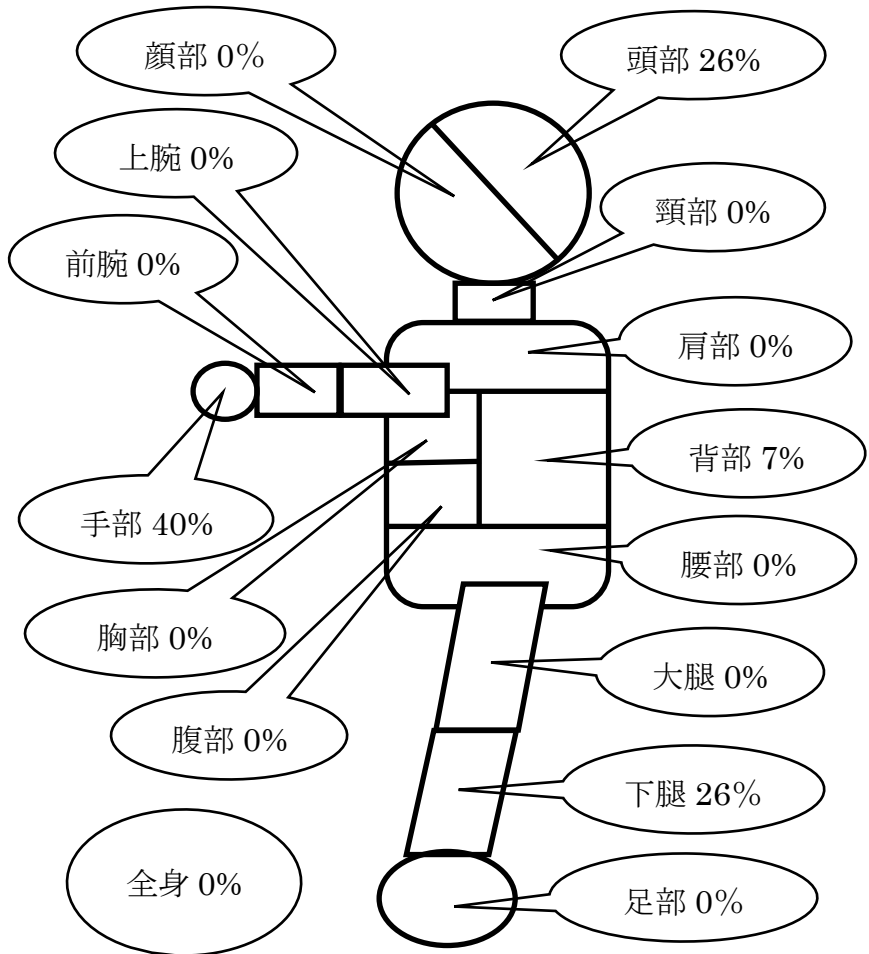 顔部 0%
頭部 26%
上腕 0%
頸部 0%
前腕 0%
肩部 0%
背部 7%
手部 40%
腰部 0%
胸部 0%
大腿 0%
腹部 0%
下腿 26%
全身 0%
足部 0%